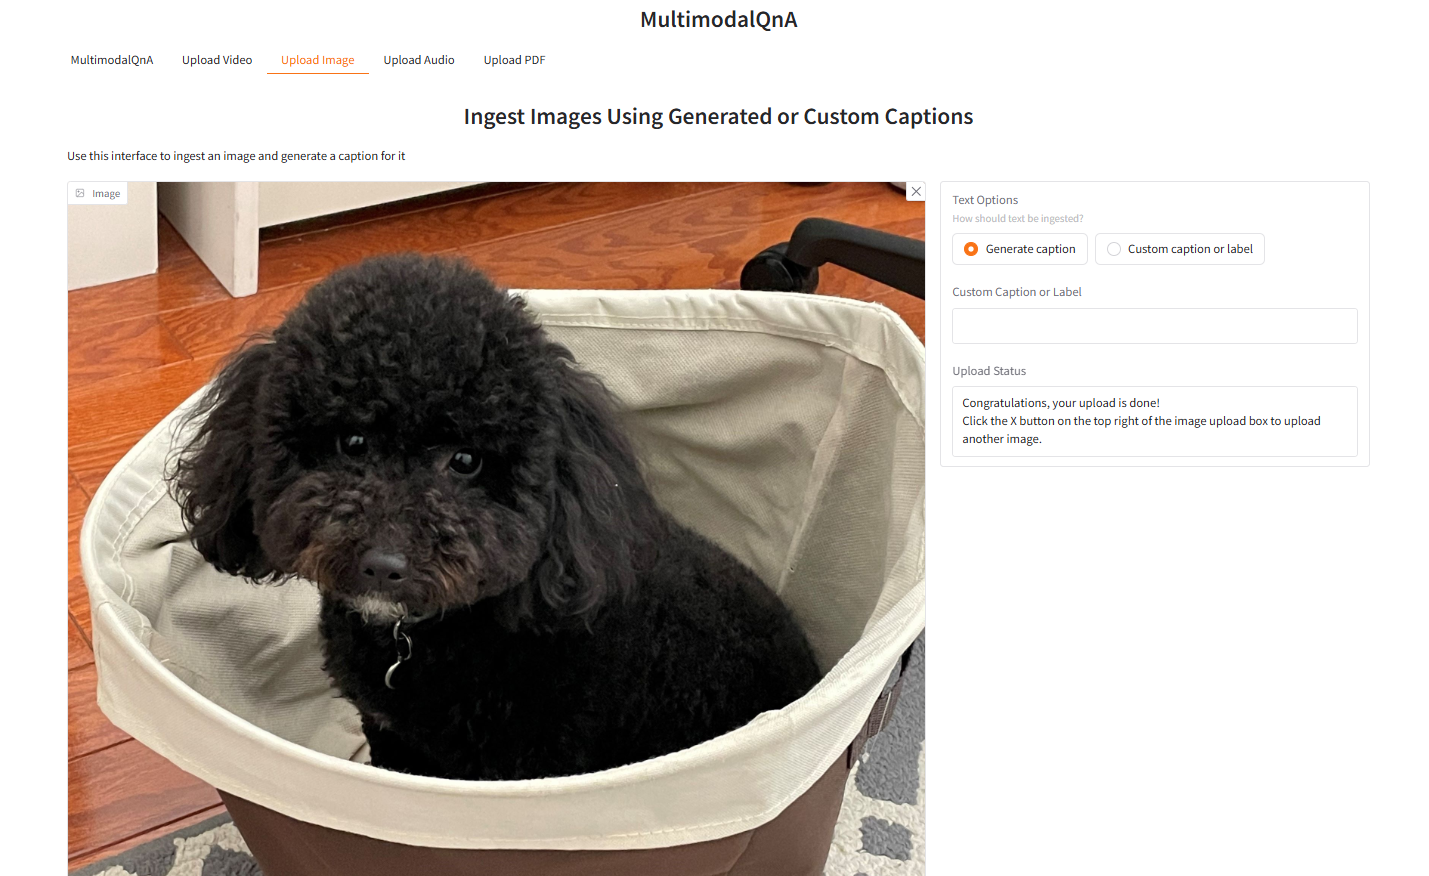 MultimodalQnA
MultimodalQnA
Upload Video
Upload Image
Upload Audio
Upload PDF
Ingest Images Using Generated or Custom Captions
Use this interface to ingest an image and generate a caption for it
Image
Text Options
How should text be ingested?
Generate caption
Custom caption or label
Custom Caption or Label
Upload Status
Congratulations, your upload is done!
Click the X button on the top right of the image upload box to upload
another image.